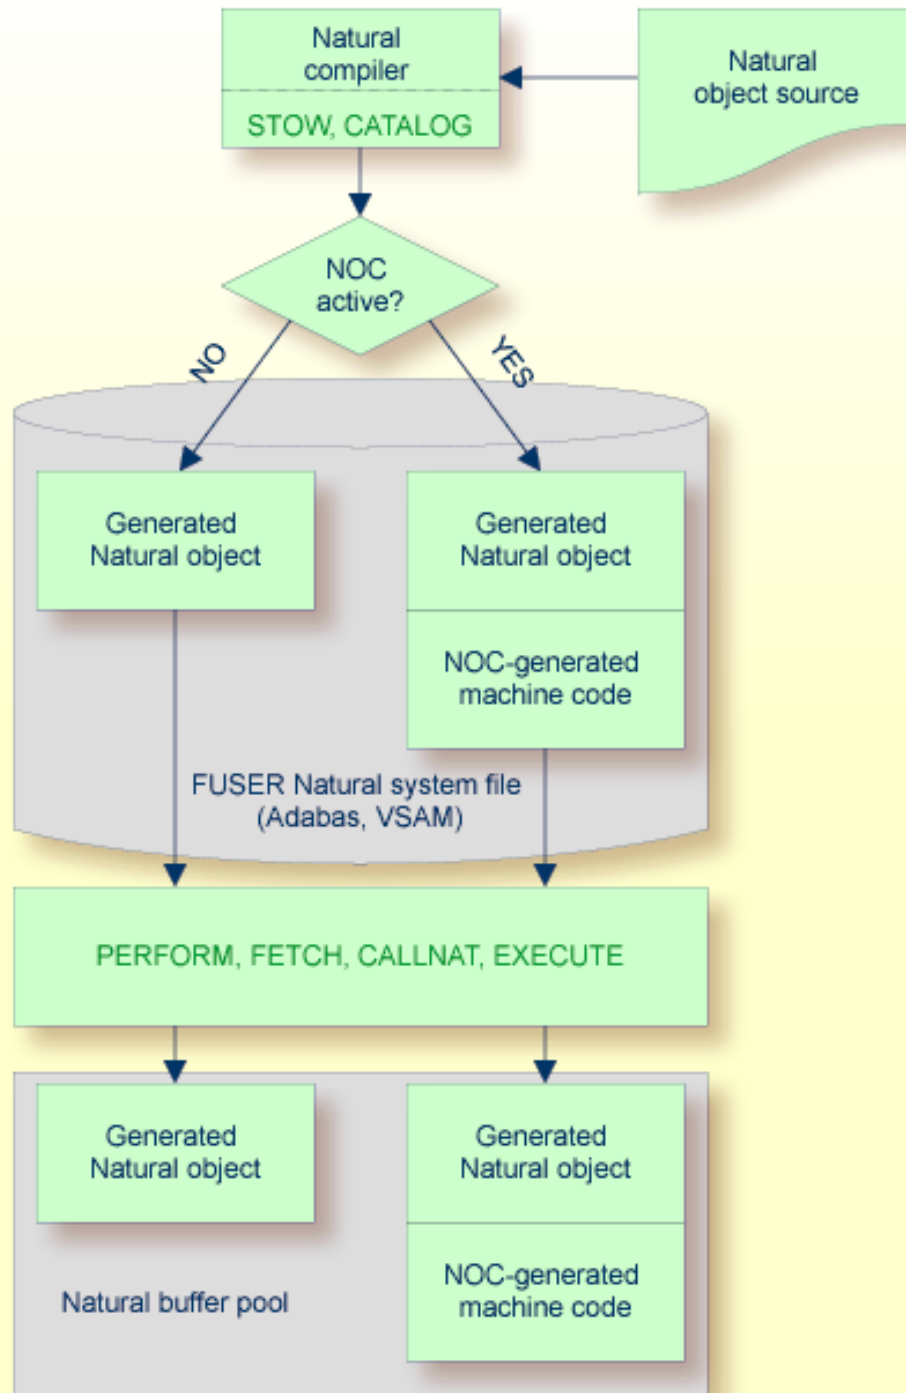 Natural
compiler
STOW, CATALOG
Natural
object source
NOC
active?
NO
YES
Generated
Natural object
Generated
Natural object
NOC-generated
machine code
FUSER Natural system file
(Adabas, VSAM)
PERFORM, FETCH, CALLNAT, EXECUTE
Generated
Natural object
Generated
Natural object
NOC-generated
machine code
Natural buffer pool